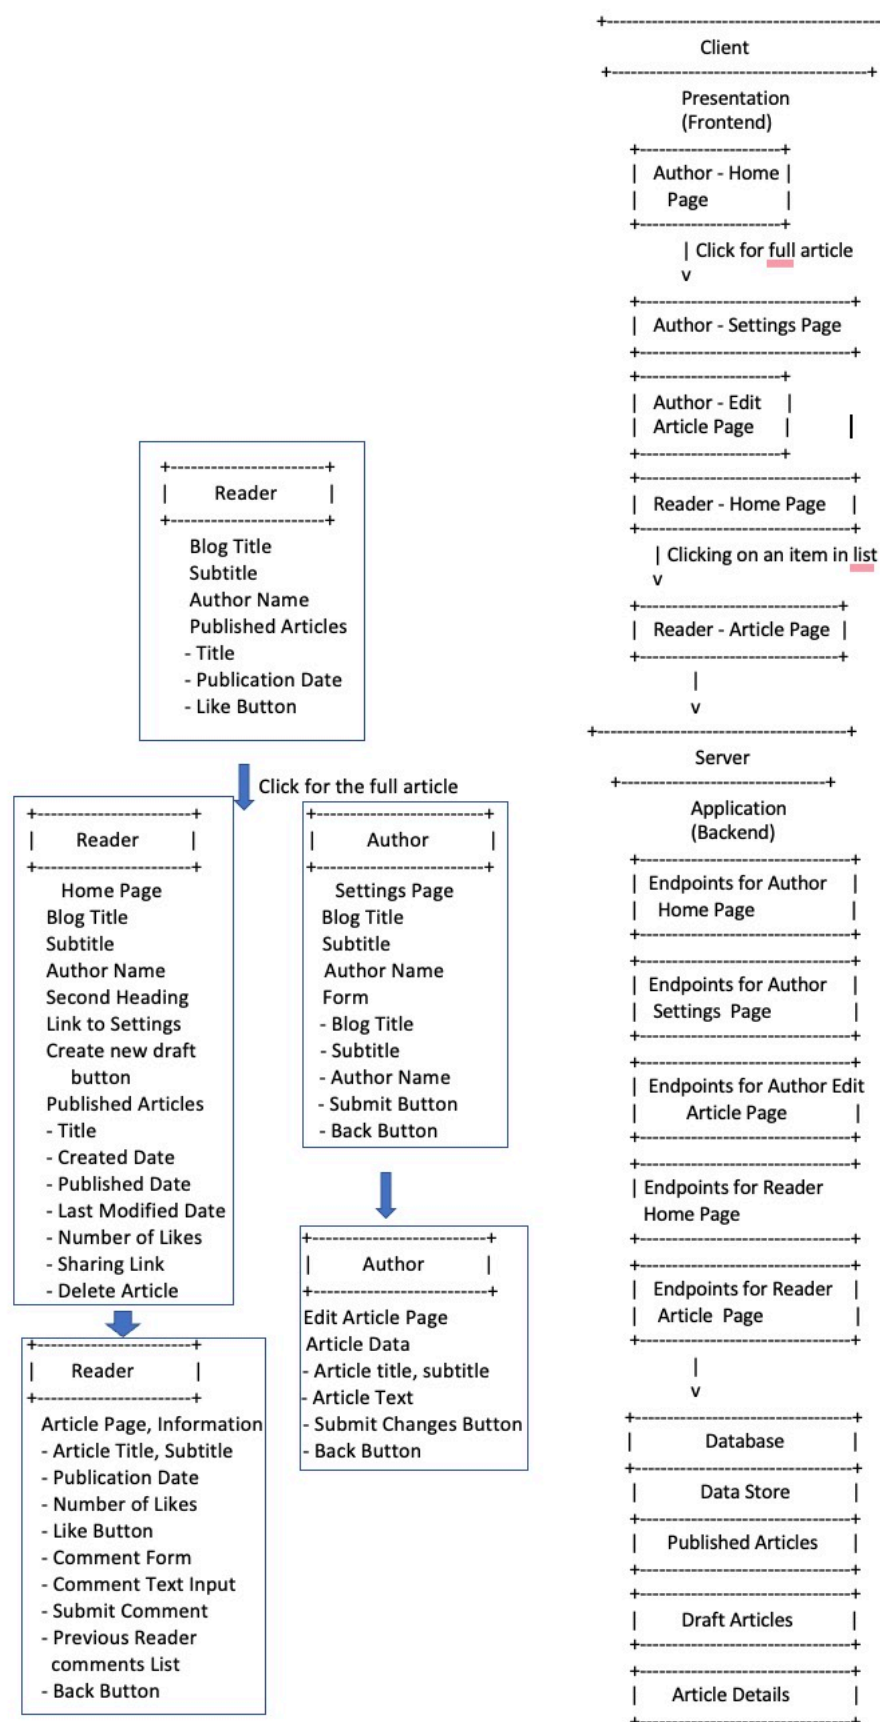 Reader
Blog Title
Subtitle
Author Name
Published Articles
- Title
- Publication Date
- Like Button
Click for the full article
Reader
Home Page
Blog Title
Subtitle
Author Name
Second Heading
Link to Settings
Create new draft
button
Published Articles
- Title
- Created Date
- Published Date
- Last Modified Date
- Number of Likes
- Sharing Link
- Delete Article
Reader
Article Page, Information
- Article Title, Subtitle
- Publication Date
- Number of Likes
- Like Button
- Comment Form
- Comment Text Input
- Submit Comment
- Previous Reader
comments List
- Back Button
Author
Settings Page
Blog Title
Subtitle
Author Name
Form
- Blog Title
- Subtitle
- Author Name
- Submit Button
- Back Button
Author
Edit Article Page
Article Data
- Article title, subtitle
- Article Text
- Submit Changes Button
- Back Button
Client
Presentation
(Frontend)
Author - Home
Page
Click for full article
v
Author - Settings Page
Author - Edit
Article Page
Reader - Home Page
Clicking on an item in list
v
Reader - Article Page
v
Server
Application
(Backend)
Endpoints for Author
Home Page
Endpoints for Author
Settings Page
Endpoints for Author Edit
Article Page
Endpoints for Reader
Home Page
Endpoints for Reader
Article Page
v
Database
Data Store
Published Articles
Draft Articles
Article Details